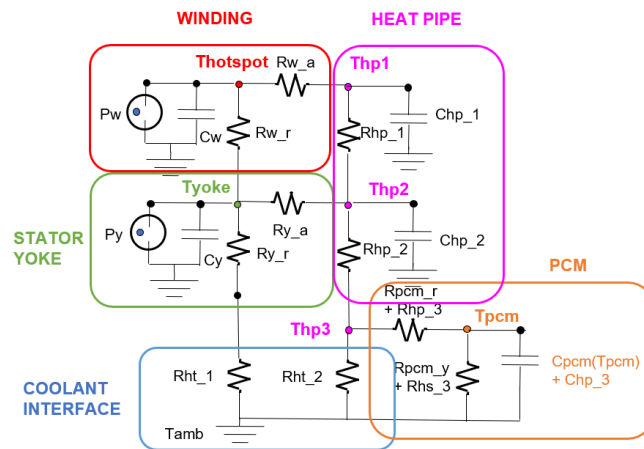 WINDING
HEAT PIPE
Thotspot
Rw_a
Thp1
Pw
Cw
Rw_r
Rhp_1
Chp_1
Tyoke
Thp2
STATOR
YOKE
Py
Cy
Ry_a
Ry_r
Rhp_2
Chp_2
PCM
Rpcm_r
+ Rhp_3
Tpcm
Thp3
COOLANT
INTERFACE
Rht_1
Rht_2
Rpcm_y
+ Rhs_3
Cpcm(Tpcm)
+ Chp_3
Tamb